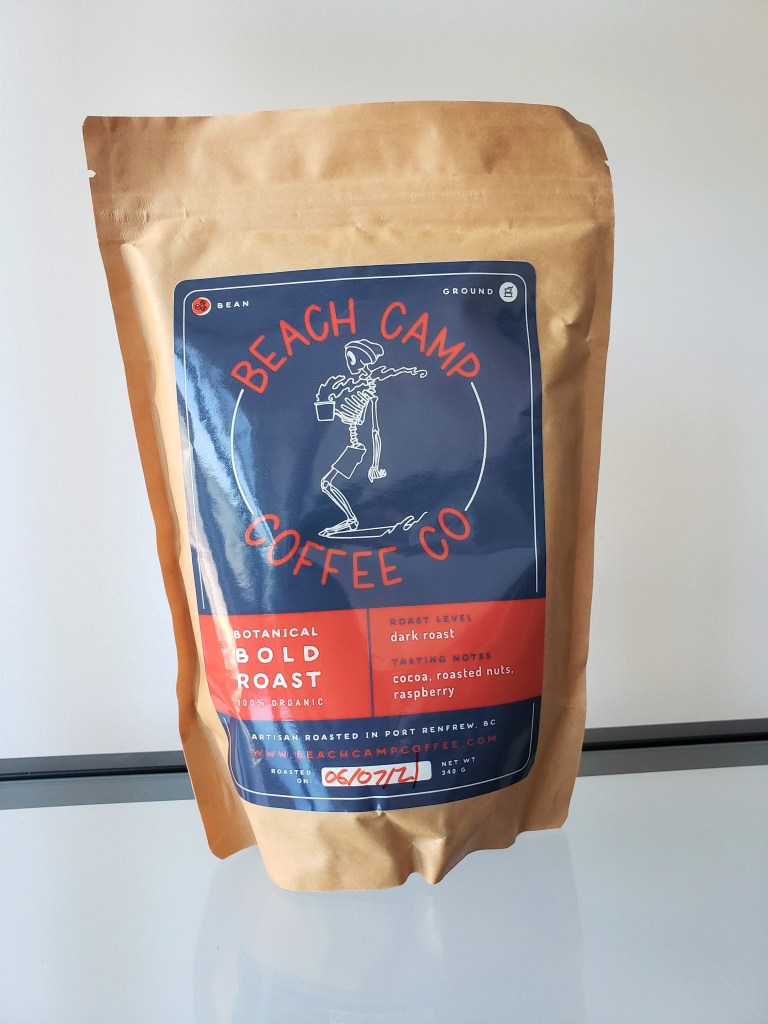 BEAN
GROUND
BEACH CAMP
COFFEE CO
BOTANICAL
BOLD
ROAST
100% ORGANIC
ROAST LEVEL
dark roast
TASTING NOTES
cocoa, roasted nuts,
raspberry
ARTISAN ROASTED IN PORT RENFREW, BC
WWW.BEACHCAMPCOFFEE.COM
ROASTED
ON:
06/07/21
NET WT
340 G